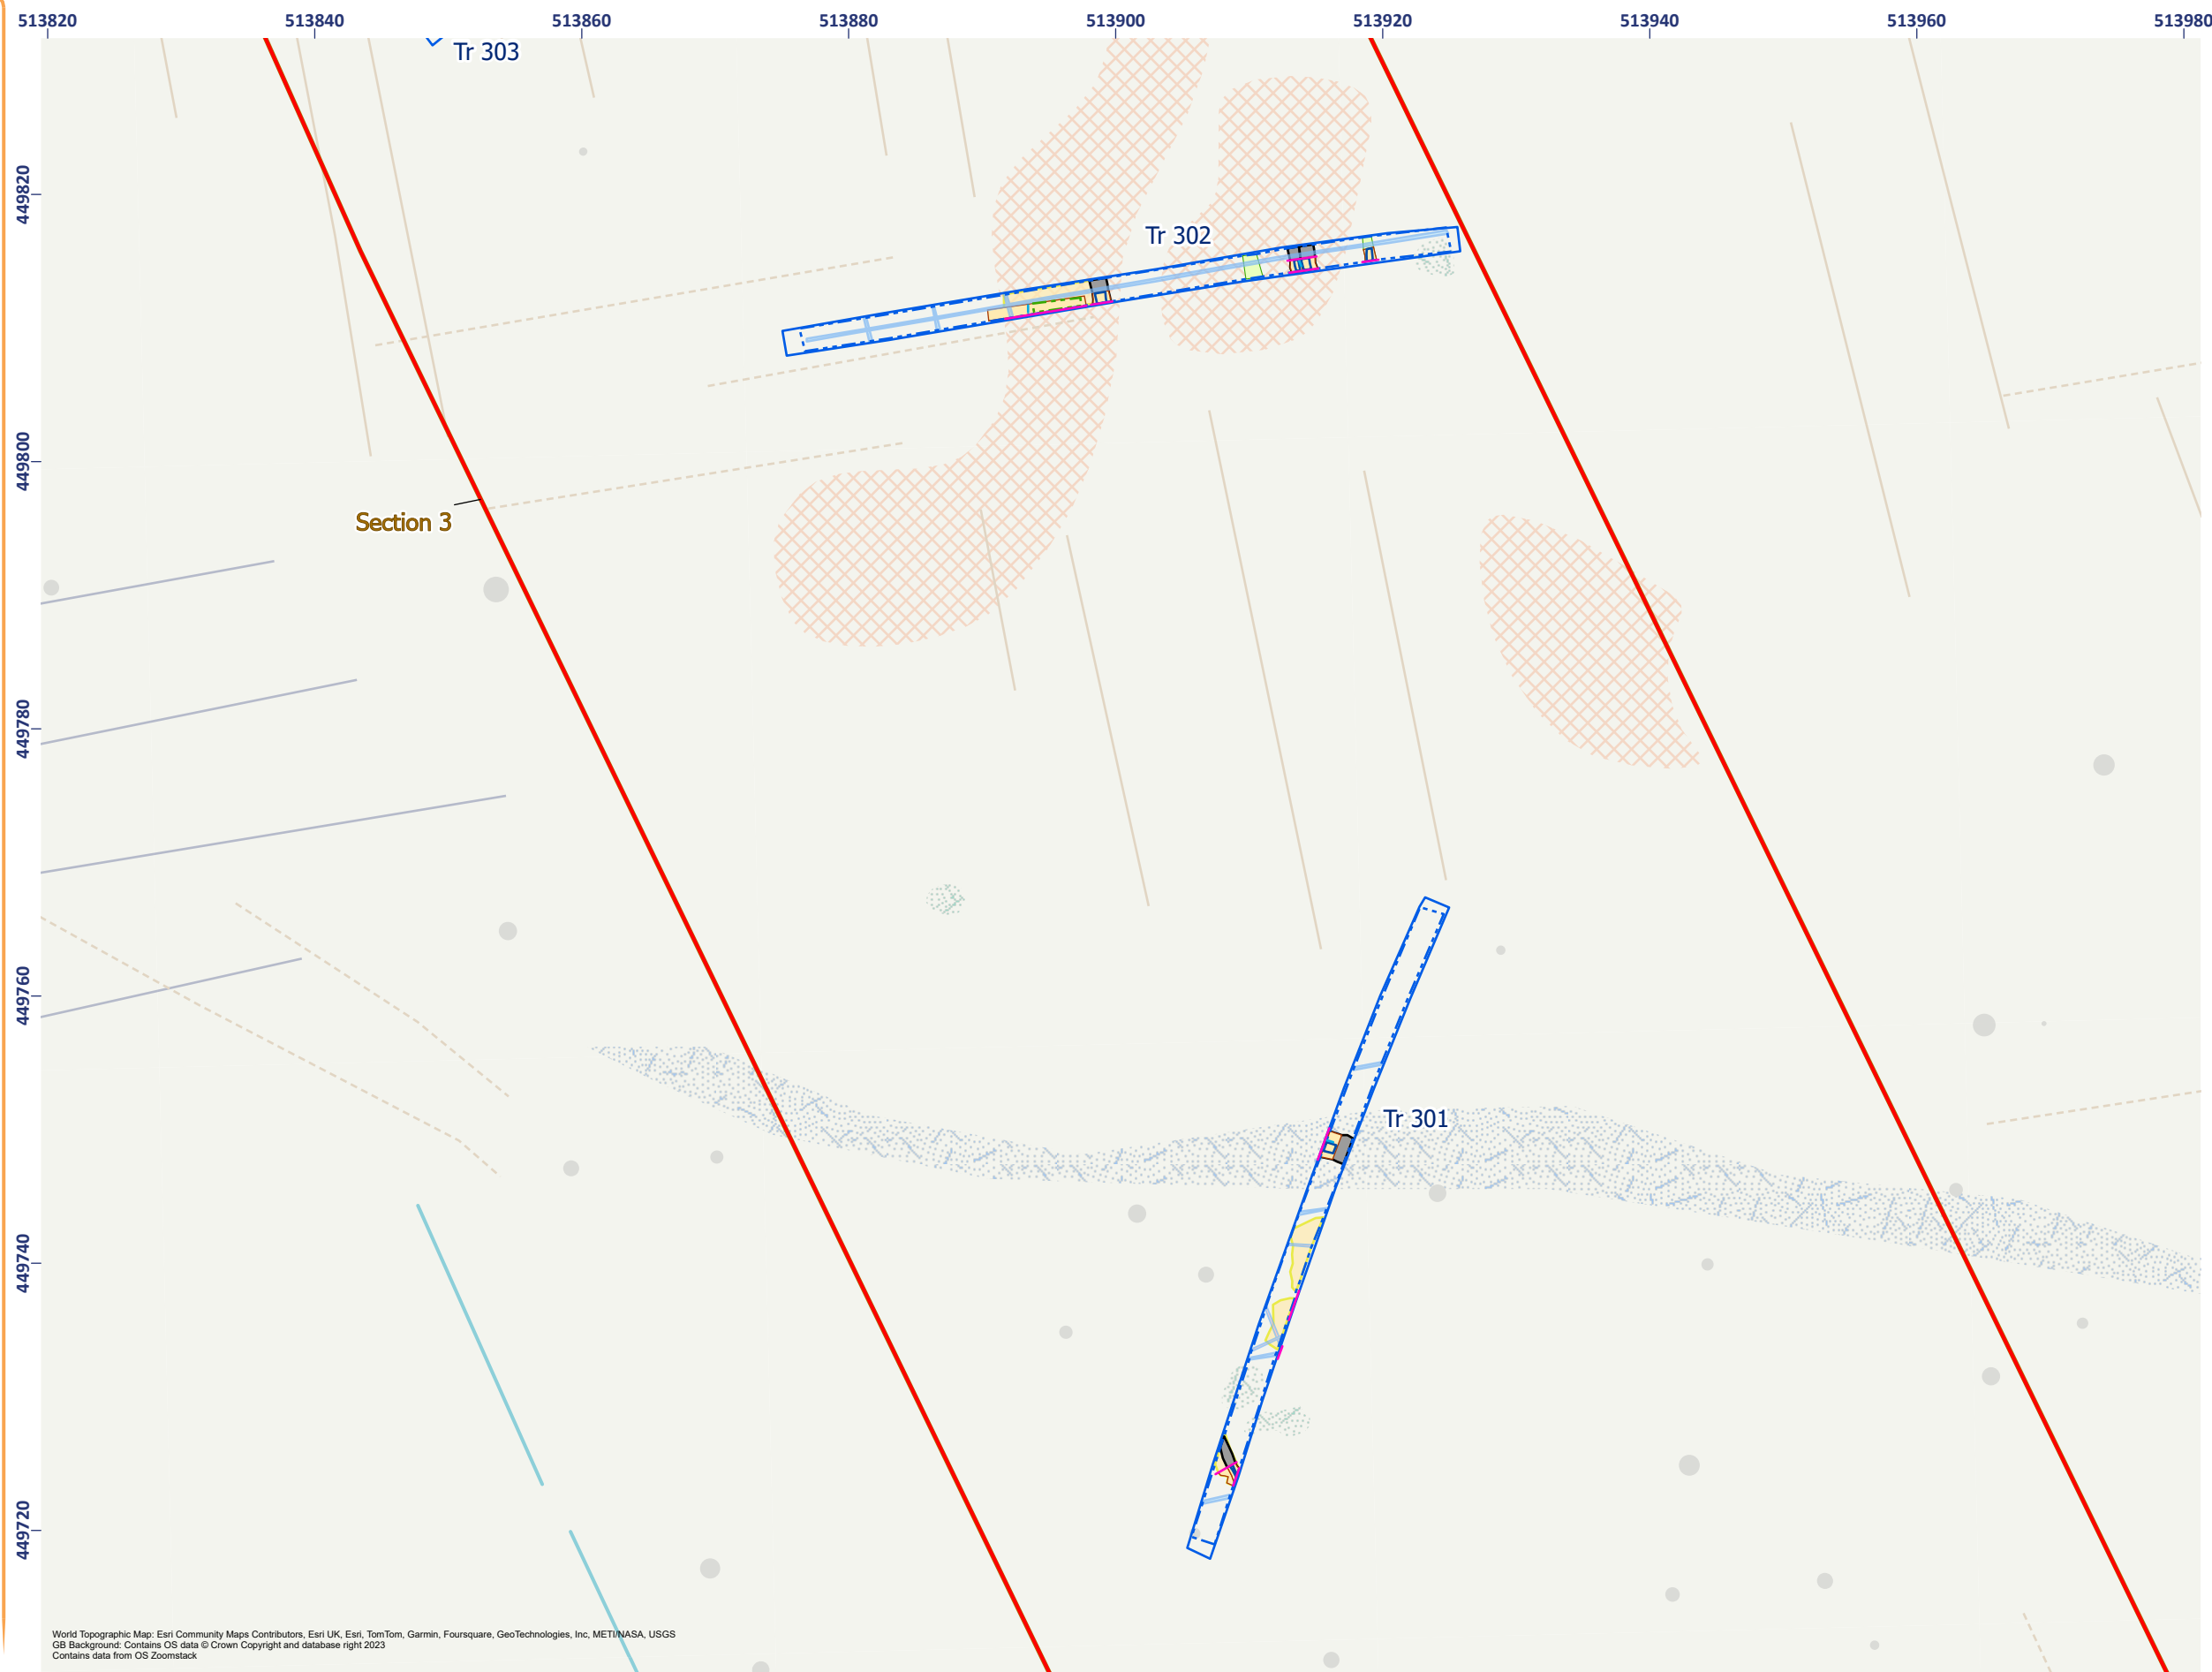 513820 513840 513860 513880 513900 513920 513940 513960 513980
Tr 303
449820
Tr 302
449800
Section 3
449780
449760
Tr 301
449740
449720
World Topographic Map: Esri Community Maps Contributors, Esri UK, Esri, TomTom, Garmin, Foursquare, GeoTechnologies, Inc, METI/NASA, USGS
GB Background: Contains OS data © Crown Copyright and database right 2023
Contains data from OS Zoomstack